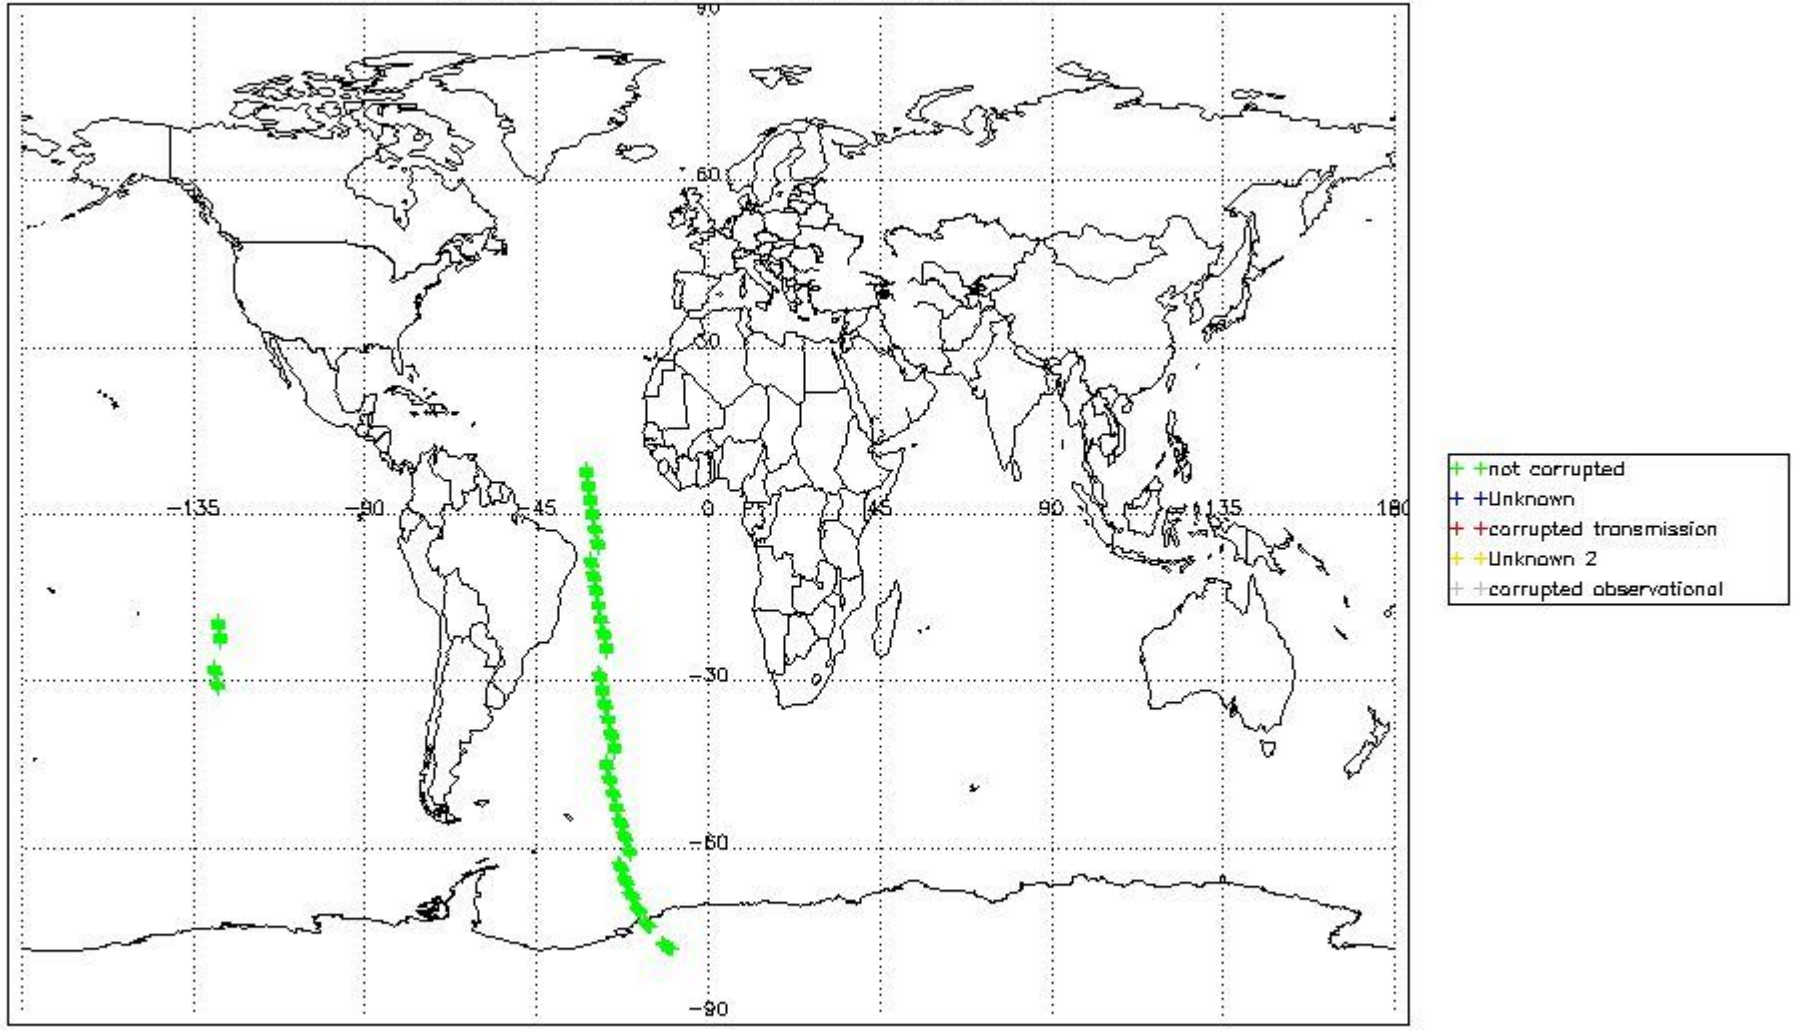 90
60
30
-135
-90
-45
0
45
90
135
180
-30
-60
-90
not corrupted
Unknown
corrupted transmission
Unknown 2
corrupted observational